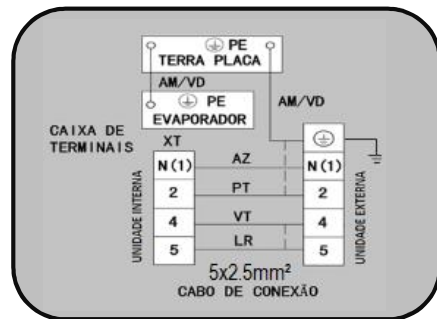 PE
TERRA PLACA
AM/VD
PE
EVAPORADOR
AM/VD
CAIXA DE
TERMINAIS
XT
N(1) AZ N(1)
2 PT 2
4 VT 4
5 LR 5
UNIDADE INTERNA
UNIDADE EXTERNA
5x2.5mm²
CABO DE CONEXÃO